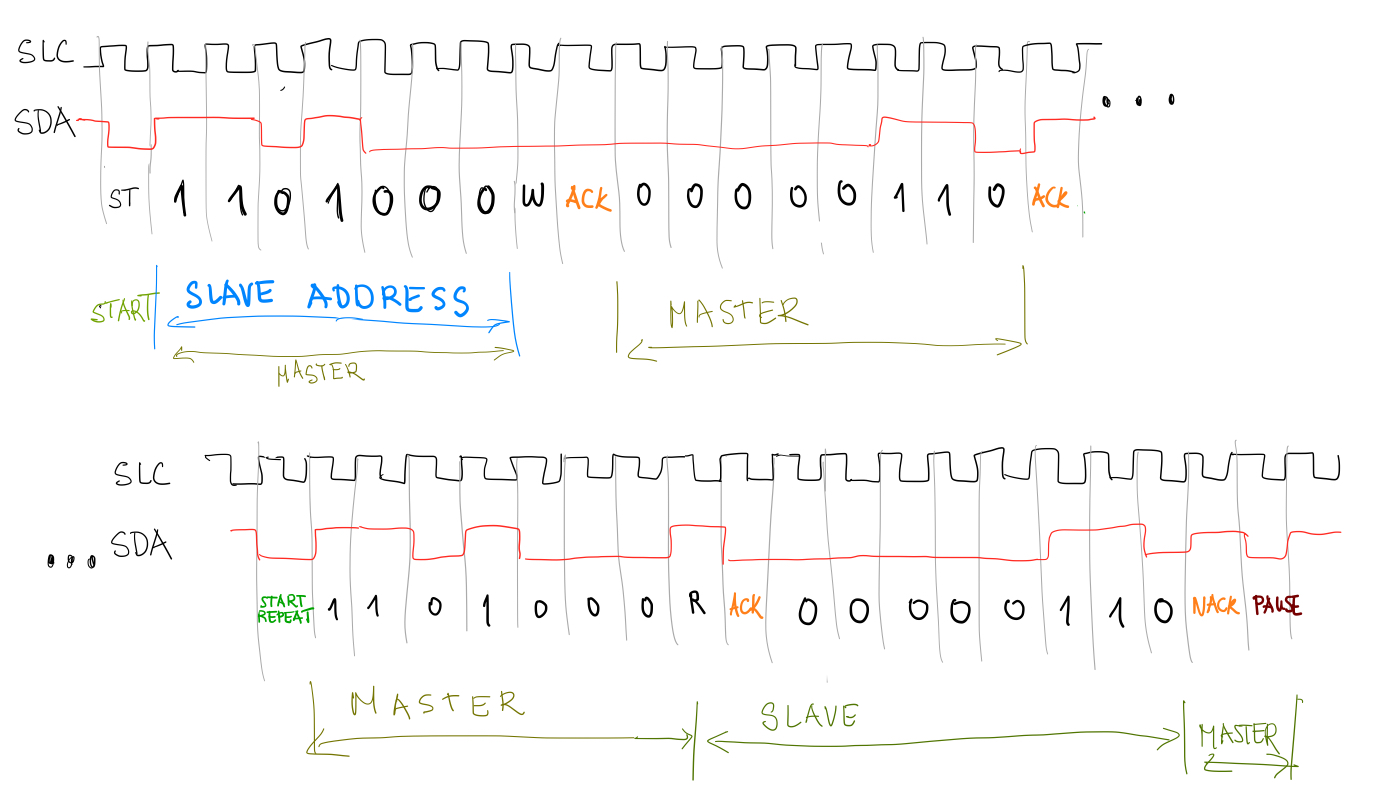 SLC
SDA
ST 1 1 0 1 0 0 0 W ACK 0 0 0 0 0 1 1 0 ACK
START SLAVE ADDRESS MASTER
MASTER
SLC
SDA
START REPEAT 1 1 0 1 0 0 0 R ACK 0 0 0 0 0 1 1 0 NACK PAUSE
MASTER SLAVE MASTER